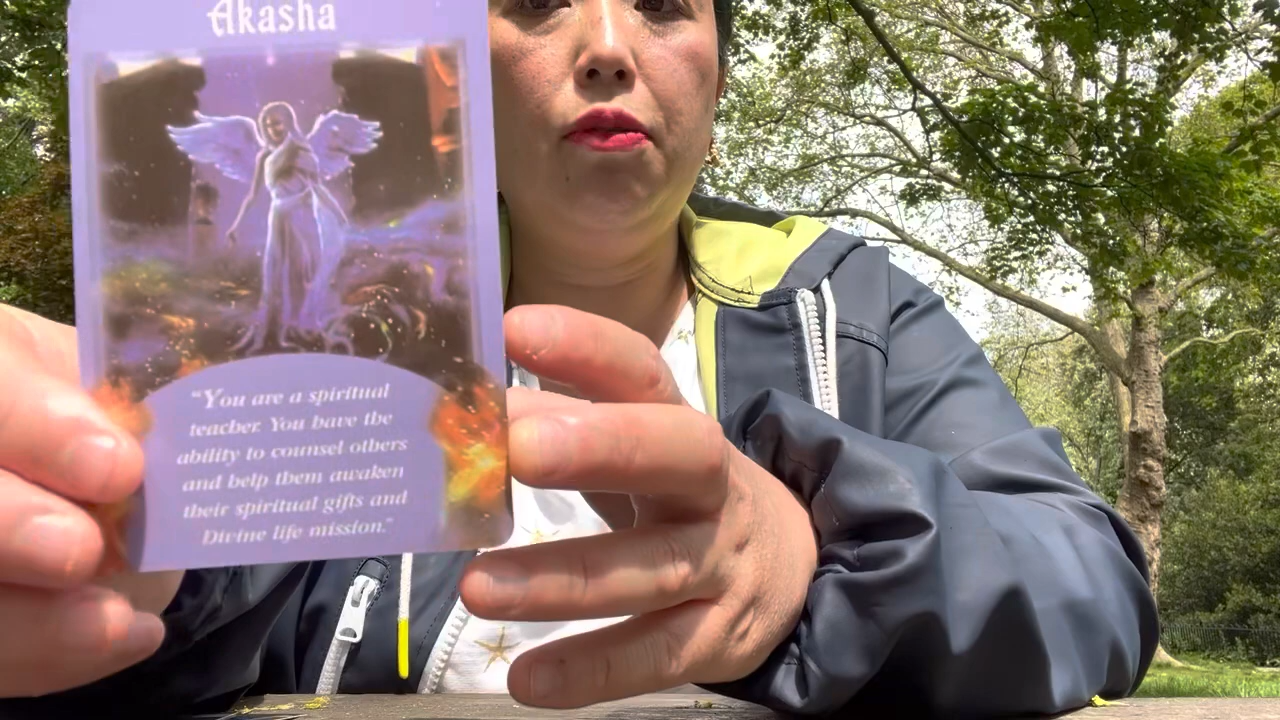 Akasha
"You are a spiritual
teacher. You have the
ability to counsel others
and help them awaken
their spiritual gifts and
Divine life mission."